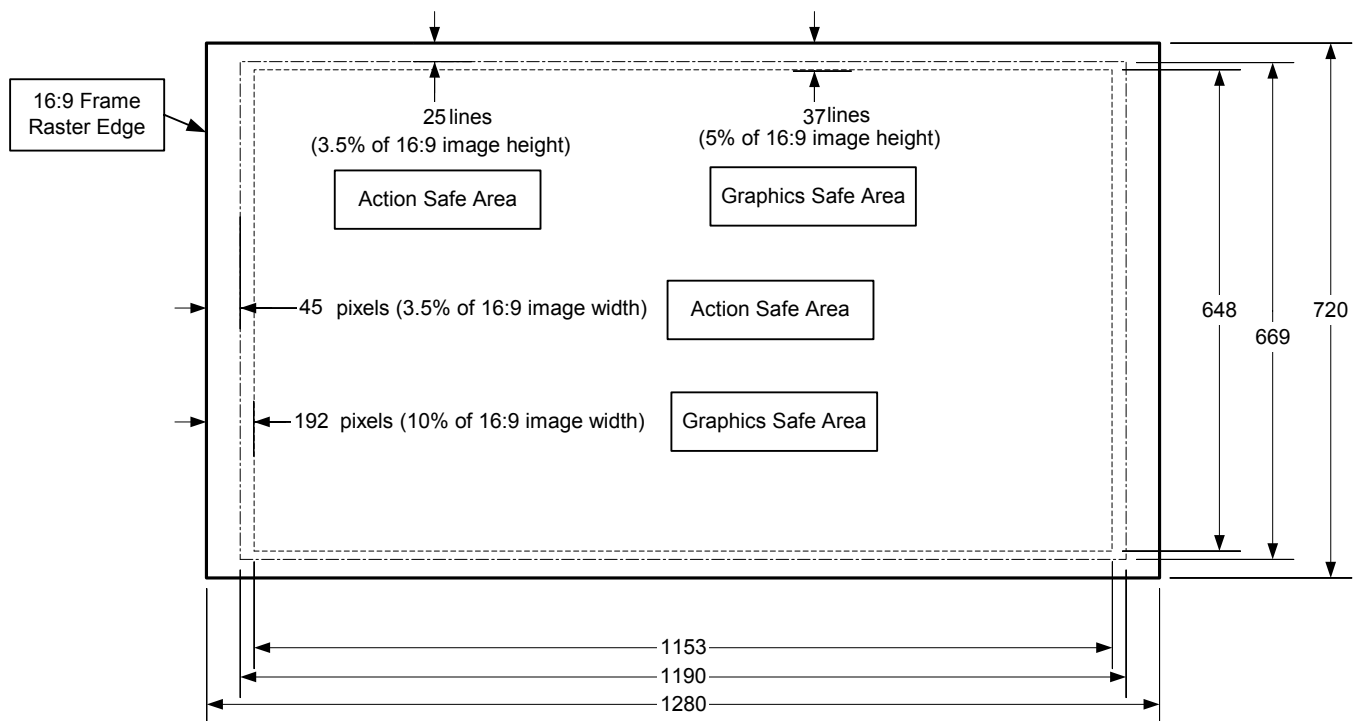 16:9 Frame
Raster Edge
25 lines
(3.5% of 16:9 image height)
37 lines
(5% of 16:9 image height)
Action Safe Area
Graphics Safe Area
45 pixels (3.5% of 16:9 image width)
Action Safe Area
648
669
720
192 pixels (10% of 16:9 image width)
Graphics Safe Area
1153
1190
1280